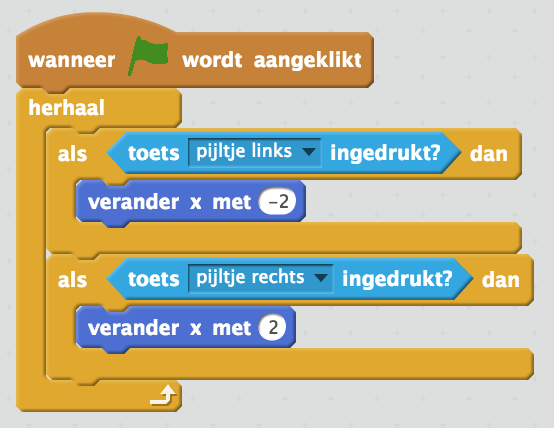 wanneer wordt aangeklikt
herhaal
als toets pijltje links ingedrukt? dan
verander x met -2
als toets pijltje rechts ingedrukt? dan
verander x met 2